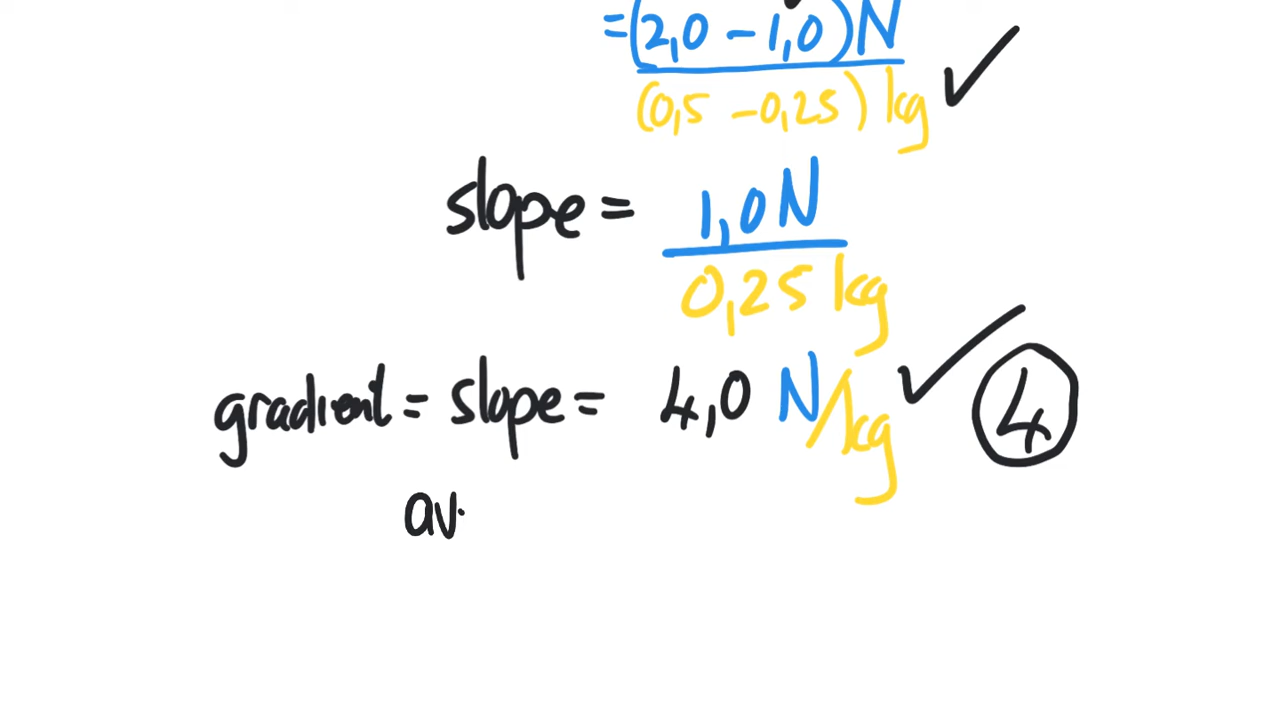 =(2,0 - 1,0) N
(0,5 - 0,25) kg ✓
slope = 1,0 N
0,25 kg
gradient = slope = 4,0 N/kg ✓ 4
av